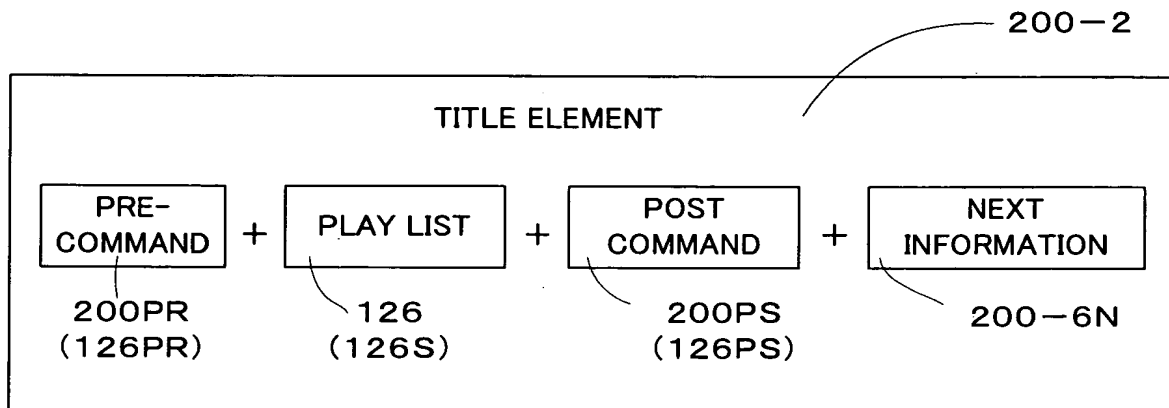 200-2
TITLE ELEMENT
PRE-
COMMAND
+
PLAY LIST
+
POST
COMMAND
+
NEXT
INFORMATION
200PR
(126PR)
126
(126S)
200PS
(126PS)
200-6N